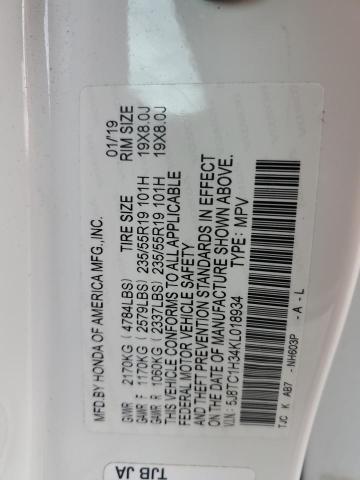 MFD.BY HONDA OF AMERICA MFG.,INC. 01/19
GVWR 2170KG (4784LBS) TIRE SIZE RIM SIZE
GAWR F 1170KG (2579LBS) 235/55R19 101H 19X8.0J
GAWR R 1060KG (2337LBS) 235/55R19 101H 19X8.0J
THIS VEHICLE CONFORMS TO ALL APPLICABLE
FEDERAL MOTOR VEHICLE SAFETY
AND THEFT PREVENTION STANDARDS IN EFFECT
ON THE DATE OF MANUFACTURE SHOWN ABOVE.
V.I.N.: 5J8TC1H34KL018934 TYPE: MPV
TJC K AB7 - NH603P - A - L
TJB JA